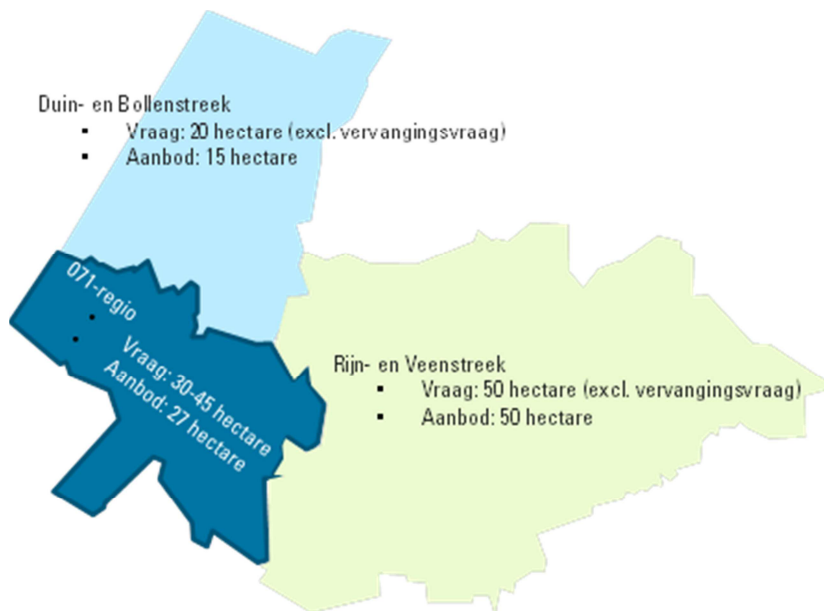 Duin- en Bollenstreek
▪ Vraag: 20 hectare (excl. vervangingsvraag)
▪ Aanbod: 15 hectare
071-regio
▪ Vraag: 30-45 hectare
▪ Aanbod: 27 hectare
Rijn- en Veenstreek
▪ Vraag: 50 hectare (excl. vervangingsvraag)
▪ Aanbod: 50 hectare